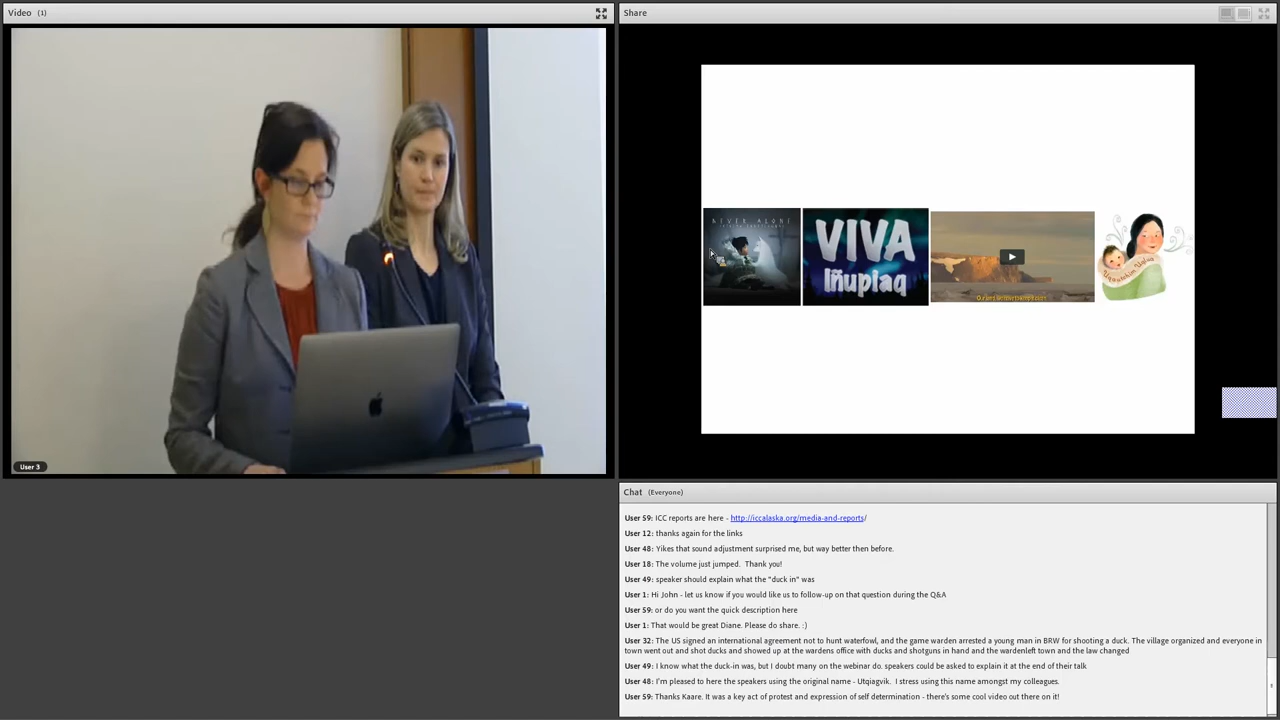 Video (1)
Share
NEVER ALONE
VIVA
Iñupiaq
User 3
Chat (Everyone)
User 59: ICC reports are here - http://iccalaska.org/media-and-reports/
User 12: thanks again for the links
User 48: Yikes that sound adjustment surprised me, but way better then before.
User 18: The volume just jumped. Thank you!
User 49: speaker should explain what the "duck in" was
User 1: Hi John - let us know if you would like us to follow-up on that question during the Q&A
User 59: or do you want the quick description here
User 1: That would be great Diane. Please do share. :)
User 32: The US signed an international agreement not to hunt waterfowl, and the game warden arrested a young man in BRW for shooting a duck. The village organized and everyone in
town went out and shot ducks and showed up at the wardens office with ducks and shotguns in hand and the wardenleft town and the law changed
User 49: I know what the duck-in was, but I doubt many on the webinar do. speakers could be asked to explain it at the end of their talk
User 48: I'm pleased to here the speakers using the original name - Utqiagvik. I stress using this name amongst my colleagues.
User 59: Thanks Kaare. It was a key act of protest and expression of self determination - there's some cool video out there on it!